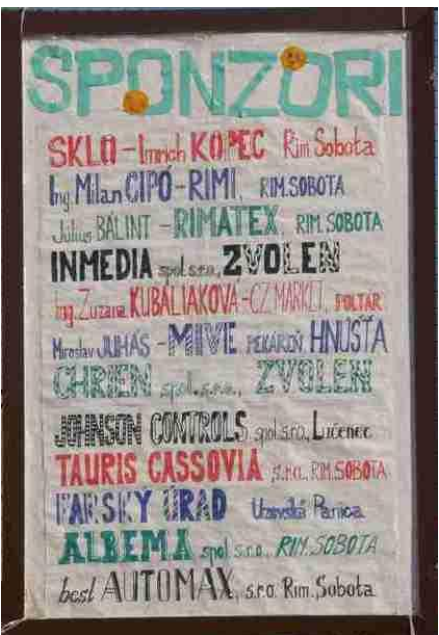 SPONZORI
SKLO - Imrich KOPEC Rim. Sobota
Ing. Milan CIPÓ - RIMI, RIM. SOBOTA
Július BÁLINT - RIMATEX, RIM. SOBOTA
INMEDIA spol. s.r.o., ZVOLEN
Ing. Zuzana KUBALIAKOVÁ - CZ MARKET, POLTÁR
Miroslav JUHÁS - MIVE PEKÁREŇ HNÚŠŤA
CHRIEN spol. s.r.o., ZVOLEN
JOHNSON CONTROLS spol. s r.o., Lučenec
TAURIS CASSOVIA s.r.o., RIM. SOBOTA
FARSKÝ ÚRAD Uzovská Panica
ALBEMA spol. s r.o., RIM. SOBOTA
best AUTOMAX, s.r.o. Rim. Sobota